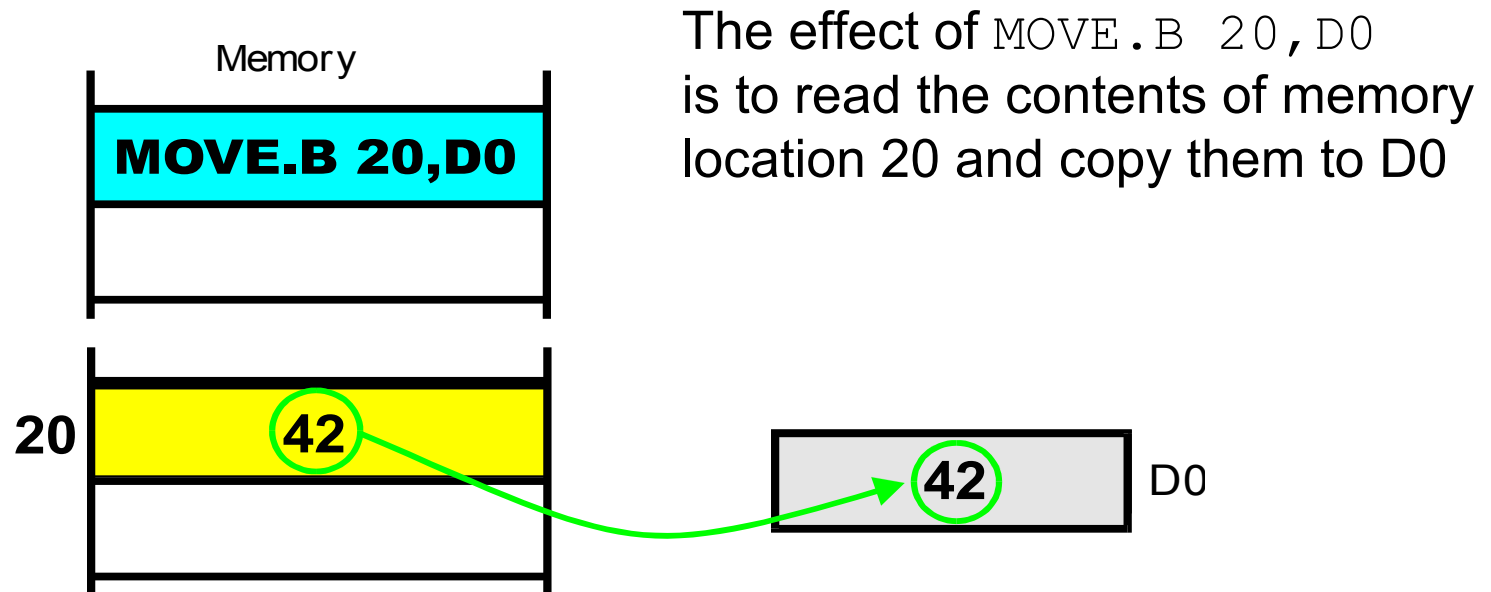 Memory
The effect of MOVE.B 20,D0
is to read the contents of memory
location 20 and copy them to D0
MOVE.B 20,D0
20
42
42
D0